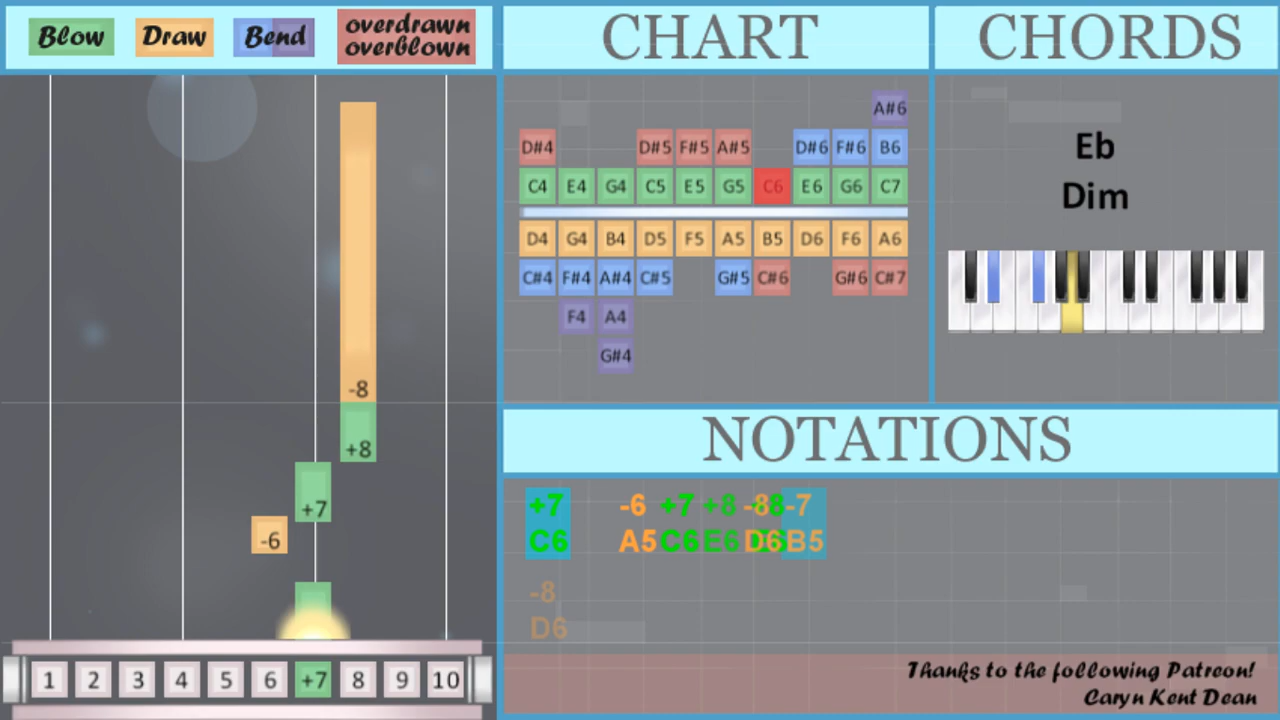 Blow Draw Bend overdrawn
overblown
CHART
CHORDS
A#6
D#4 D#5 F#5 A#5 D#6 F#6 B6
C4 E4 G4 C5 E5 G5 C6 E6 G6 C7
D4 G4 B4 D5 F5 A5 B5 D6 F6 A6
C#4 F#4 A#4 C#5 G#5 C#6 G#6 C#7
F4 A4
G#4
Eb
Dim
-8
+8
+7
-6
1 2 3 4 5 6 +7 8 9 10
NOTATIONS
+7 -6 +7 +8 -8 -7
C6 A5 C6 E6 D6 B5
-8
D6
Thanks to the following Patreon!
Caryn Kent Dean